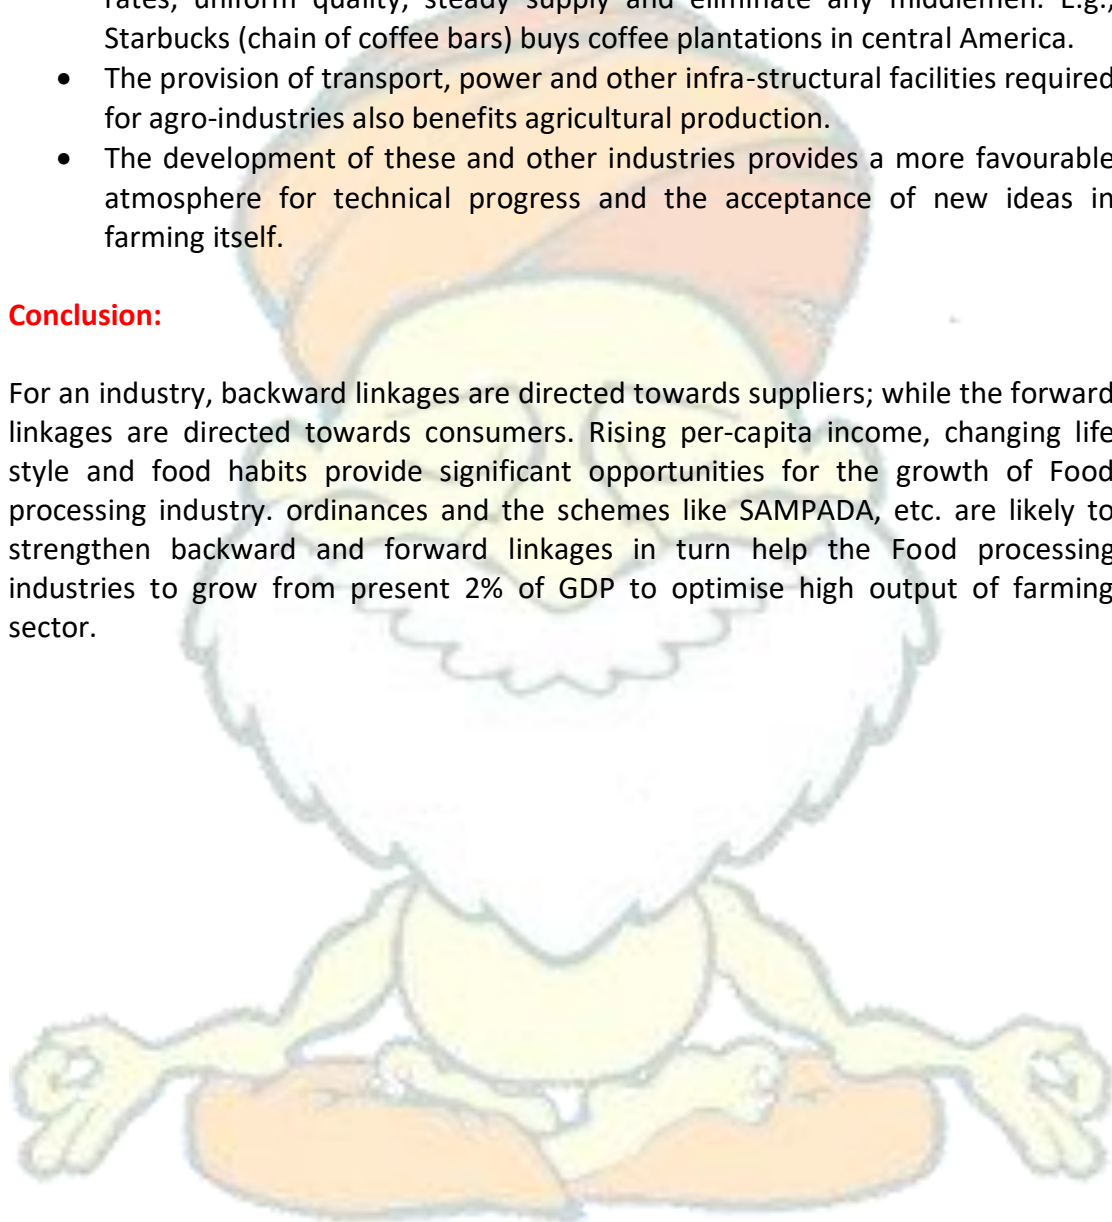 rates, uniform quality, steady supply and eliminate any middlemen. E.g.,
Starbucks (chain of coffee bars) buys coffee plantations in central America.
• The provision of transport, power and other infra-structural facilities required
for agro-industries also benefits agricultural production.
• The development of these and other industries provides a more favourable
atmosphere for technical progress and the acceptance of new ideas in
farming itself.
Conclusion:
For an industry, backward linkages are directed towards suppliers; while the forward
linkages are directed towards consumers. Rising per-capita income, changing life
style and food habits provide significant opportunities for the growth of Food
processing industry. ordinances and the schemes like SAMPADA, etc. are likely to
strengthen backward and forward linkages in turn help the Food processing
industries to grow from present 2% of GDP to optimise high output of farming
sector.